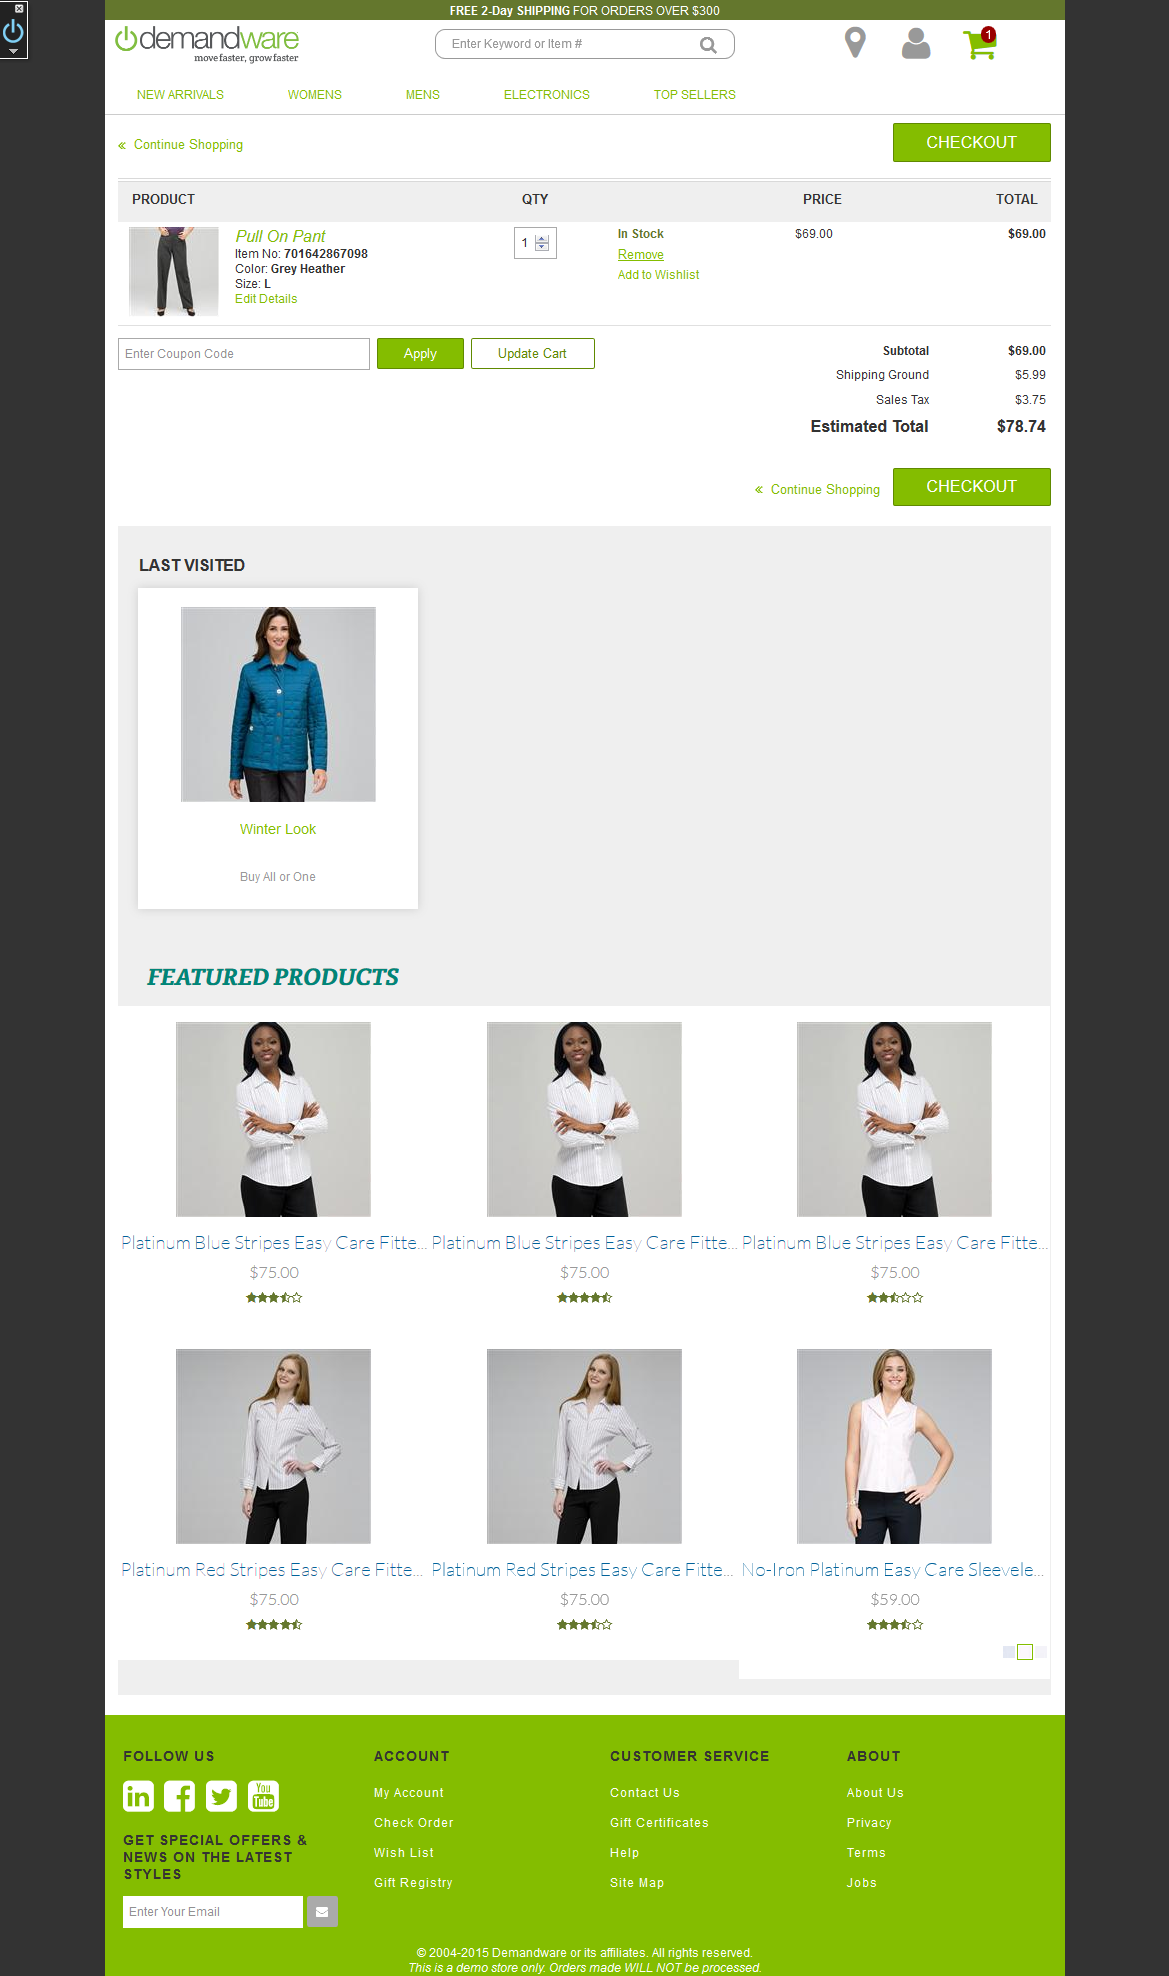 FREE 2-Day SHIPPING FOR ORDERS OVER $300
demandware
move faster, grow faster
Enter Keyword or Item #
1
NEW ARRIVALS WOMENS MENS ELECTRONICS TOP SELLERS
« Continue Shopping
CHECKOUT
PRODUCT QTY PRICE TOTAL
Pull On Pant
Item No: 701642867098
Color: Grey Heather
Size: L
Edit Details
1
In Stock
Remove
Add to Wishlist
$69.00
$69.00
Enter Coupon Code
Apply
Update Cart
Subtotal $69.00
Shipping Ground $5.99
Sales Tax $3.75
Estimated Total $78.74
« Continue Shopping
CHECKOUT
LAST VISITED
Winter Look
Buy All or One
FEATURED PRODUCTS
Platinum Blue Stripes Easy Care Fitte... Platinum Blue Stripes Easy Care Fitte... Platinum Blue Stripes Easy Care Fitte...
$75.00 $75.00 $75.00
Platinum Red Stripes Easy Care Fitte... Platinum Red Stripes Easy Care Fitte... No-Iron Platinum Easy Care Sleevele...
$75.00 $75.00 $59.00
FOLLOW US
in f You Tube
GET SPECIAL OFFERS &
NEWS ON THE LATEST
STYLES
Enter Your Email
ACCOUNT
My Account
Check Order
Wish List
Gift Registry
CUSTOMER SERVICE
Contact Us
Gift Certificates
Help
Site Map
ABOUT
About Us
Privacy
Terms
Jobs
© 2004-2015 Demandware or its affiliates. All rights reserved.
This is a demo store only. Orders made WILL NOT be processed.